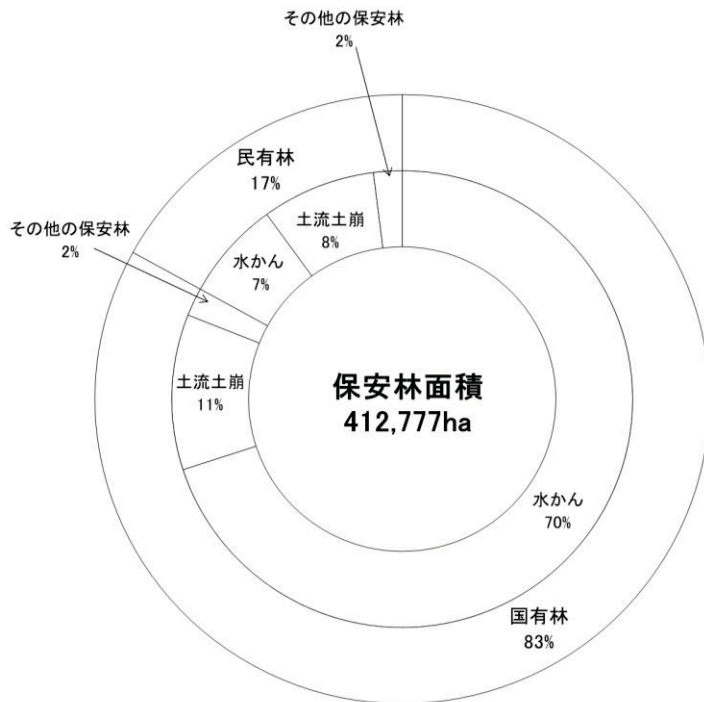 その他の保安林
2%
民有林
17%
土流土崩
8%
その他の保安林
2%
水かん
7%
土流土崩
11%
保安林面積
412,777ha
水かん
70%
国有林
83%